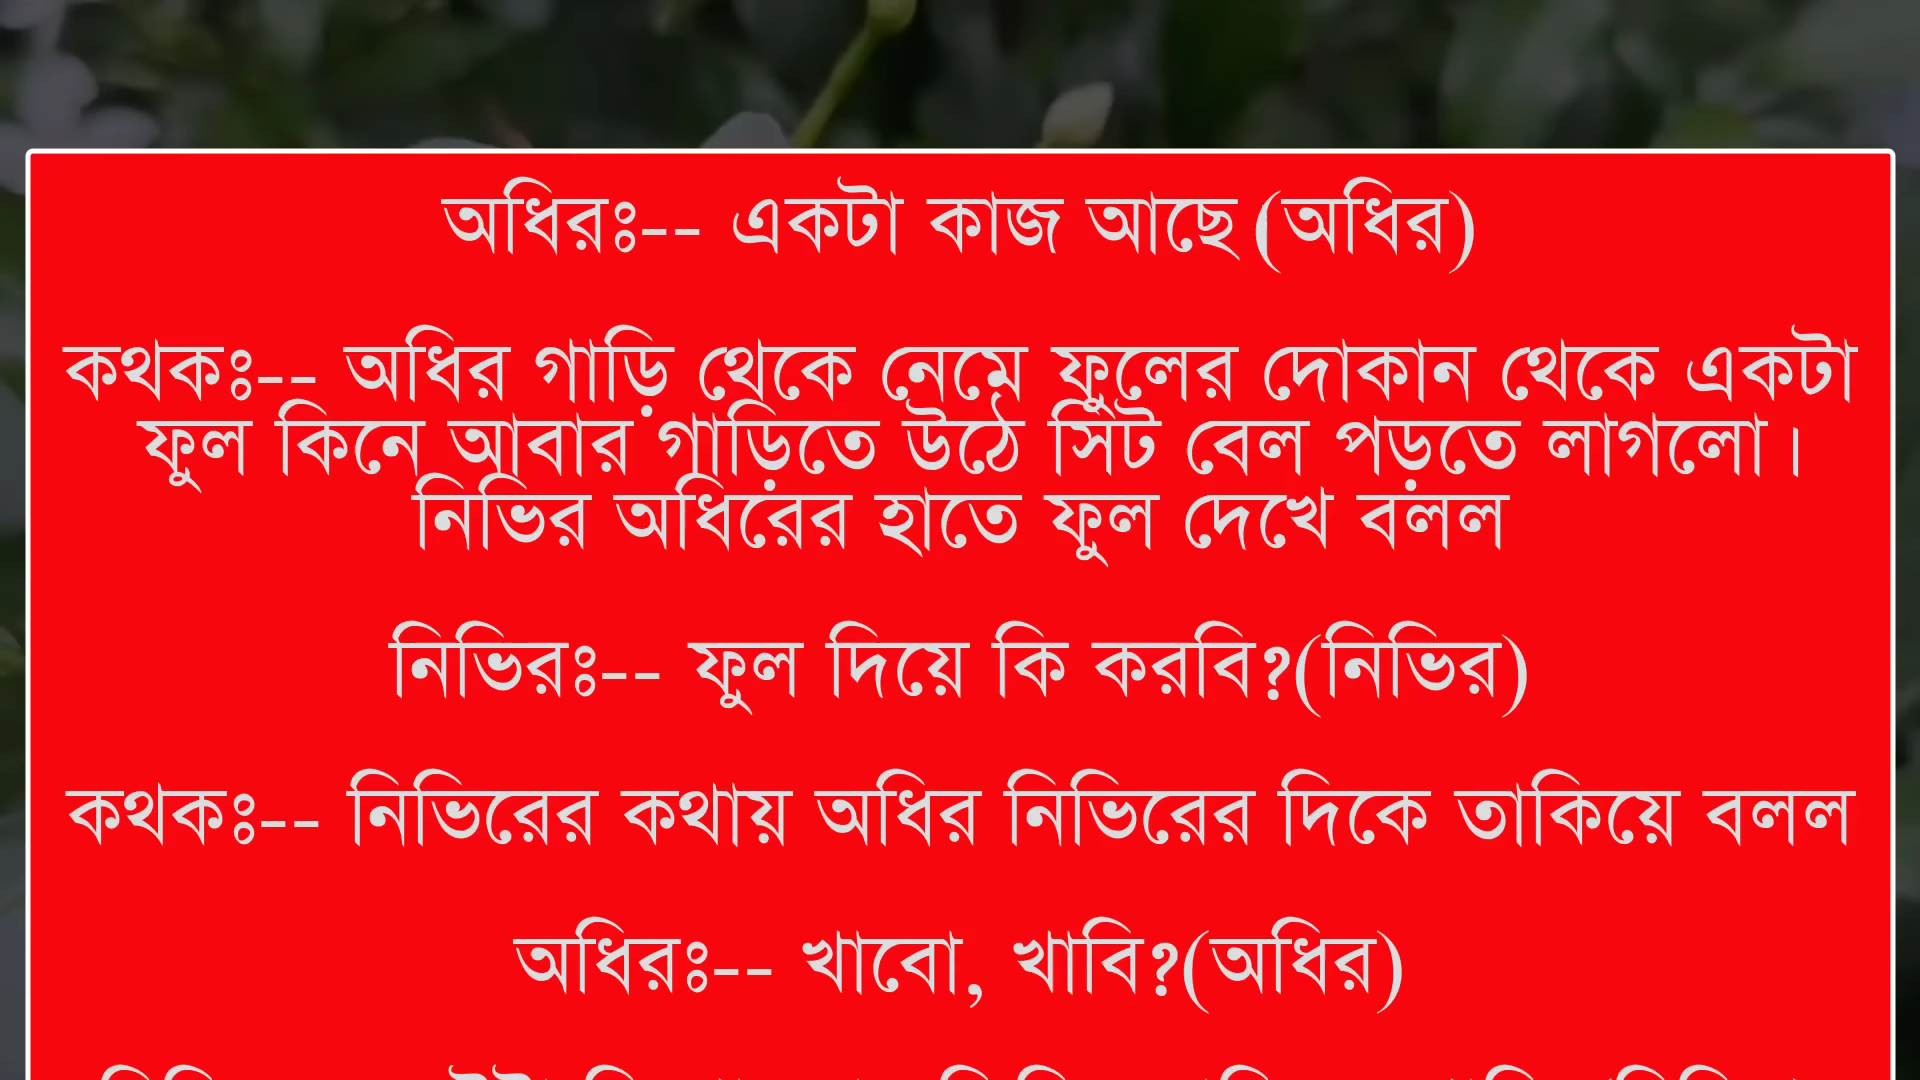 অধিরঃ-- একটা কাজ আছে (অধির)
কথকঃ-- অধির গাড়ি থেকে নেমে ফুলের দোকান থেকে একটা
ফুল কিনে আবার গাড়িতে উঠে সিট বেল পড়তে লাগলো।
নিভির অধিরের হাতে ফুল দেখে বলল
নিভিরঃ-- ফুল দিয়ে কি করবি?(নিভির)
কথকঃ-- নিভিরের কথায় অধির নিভিরের দিকে তাকিয়ে বলল
অধিরঃ-- খাবো, খাবি?(অধির)